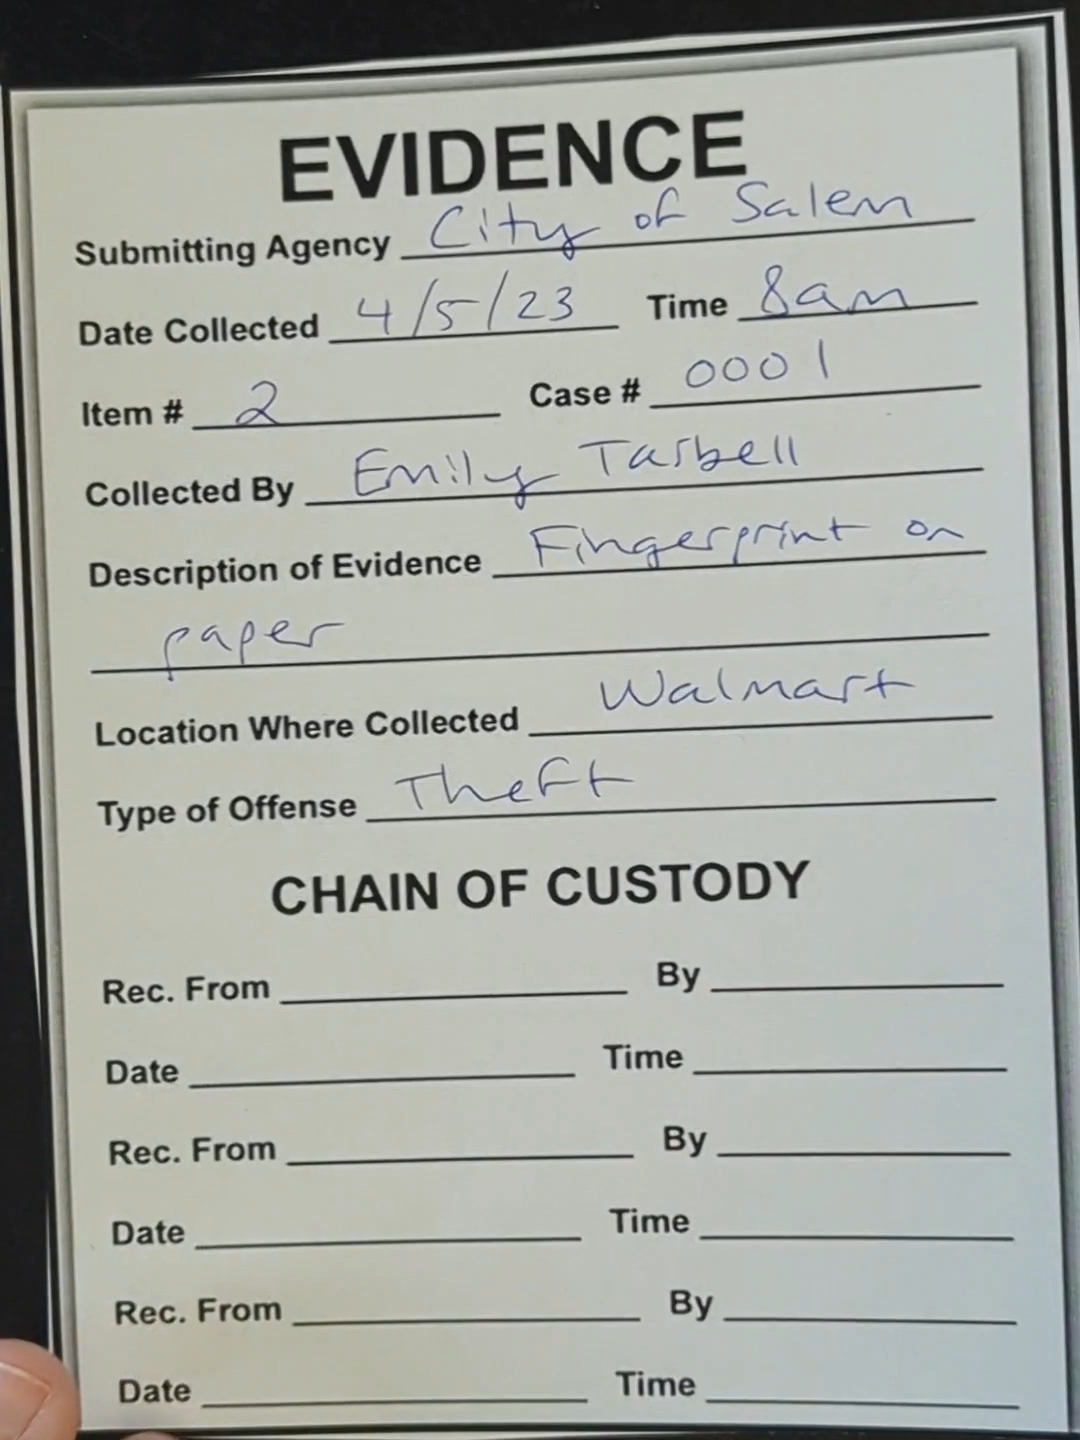 EVIDENCE
Submitting Agency City of Salem
Date Collected 4/5/23 Time 8am
Item # 2 Case # 0001
Collected By Emily Tarbell
Description of Evidence Fingerprint on
paper
Location Where Collected Walmart
Type of Offense Theft
CHAIN OF CUSTODY
Rec. From By
Date Time
Rec. From By
Date Time
Rec. From By
Date Time